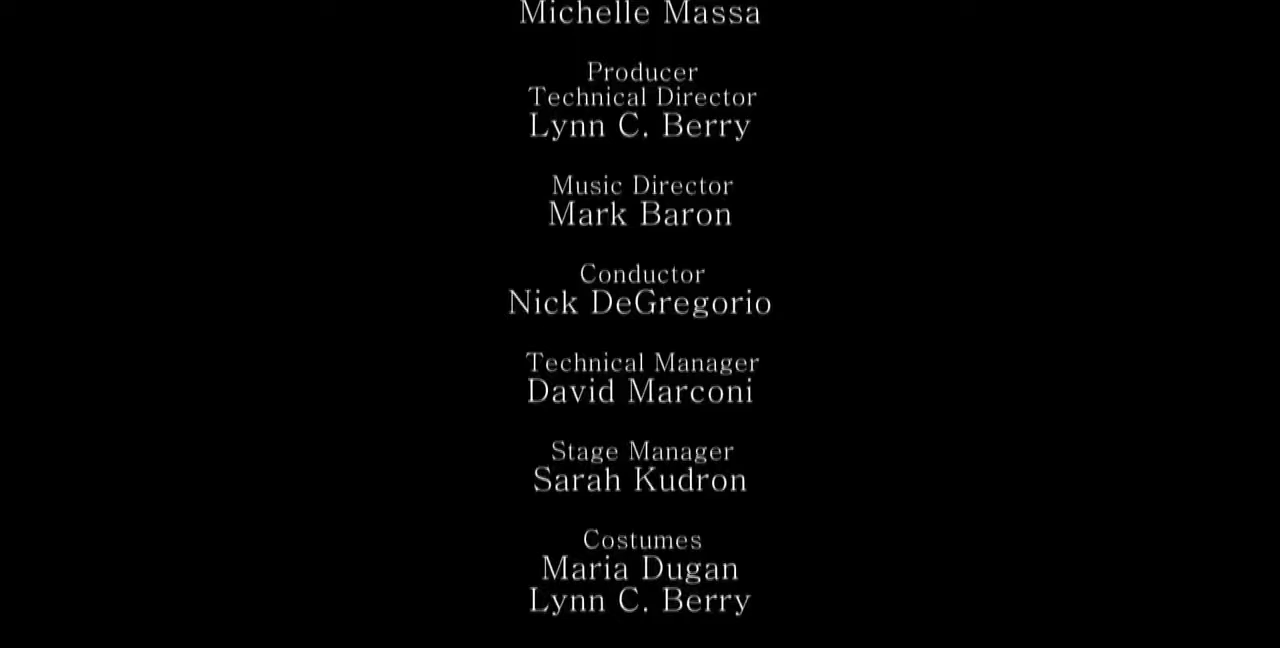 Michelle Massa
Producer
Technical Director
Lynn C. Berry
Music Director
Mark Baron
Conductor
Nick DeGregorio
Technical Manager
David Marconi
Stage Manager
Sarah Kudron
Costumes
Maria Dugan
Lynn C. Berry